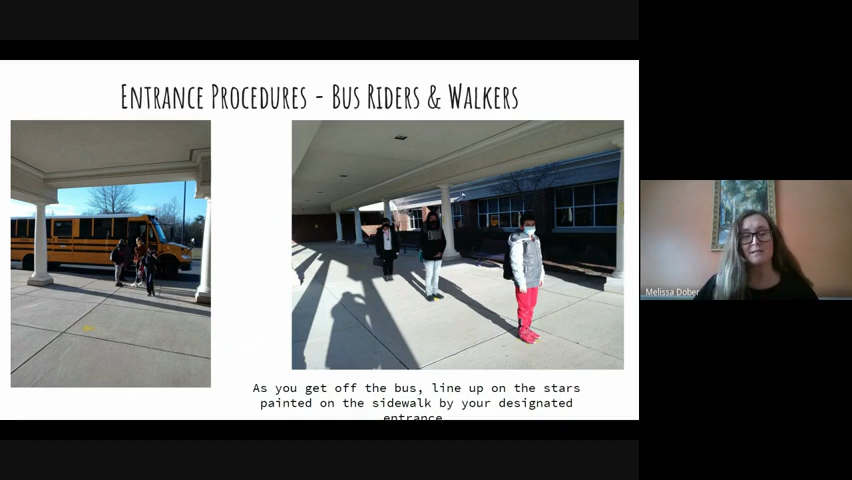 Entrance Procedures - Bus Riders & Walkers
As you get off the bus, line up on the stars
painted on the sidewalk by your designated
entrance
Melissa Dober